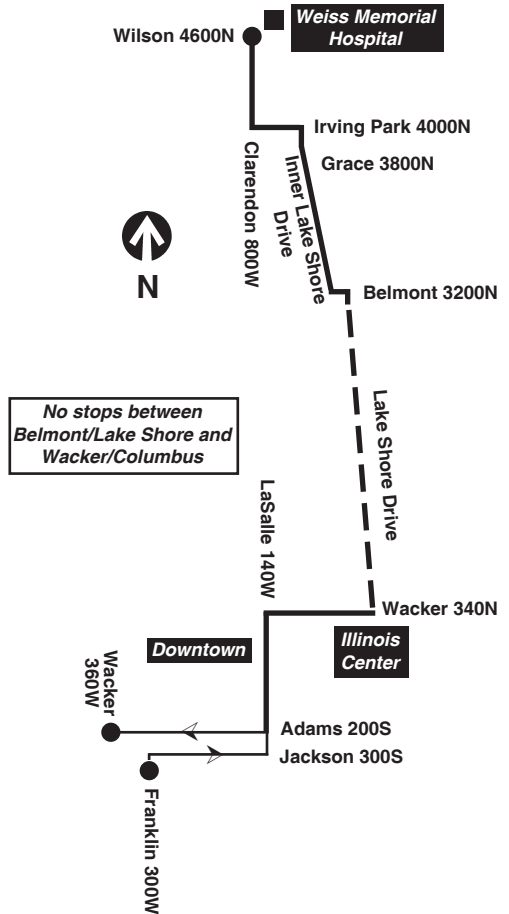 Weiss Memorial
Hospital
Wilson 4600N
Irving Park 4000N
Grace 3800N
Clarendon 800W
Inner Lake Shore
Drive
N
Belmont 3200N
No stops between
Belmont/Lake Shore and
Wacker/Columbus
Lake Shore Drive
LaSalle 140W
Wacker 340N
Downtown
Illinois
Center
Wacker
360W
Adams 200S
Jackson 300S
Franklin 300W